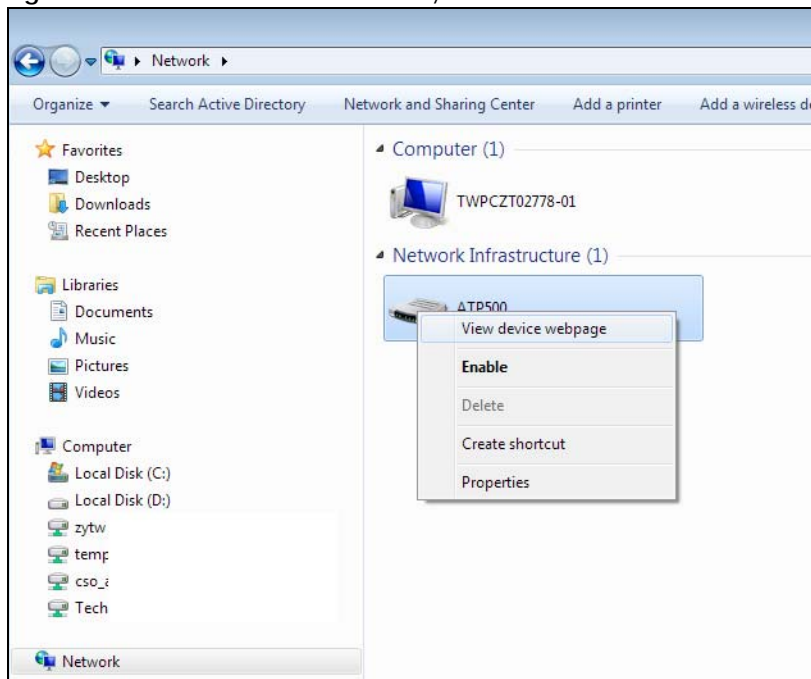 Network
Organize Search Active Directory Network and Sharing Center Add a printer Add a wireless
Favorites
Desktop
Downloads
Recent Places
Libraries
Documents
Music
Pictures
Videos
Computer
Local Disk (C:)
Local Disk (D:)
zytw
temp
cso_
Tech
Network
Computer (1)
TWPCZT02778-01
Network Infrastructure (1)
ATP500
View device webpage
Enable
Delete
Create shortcut
Properties